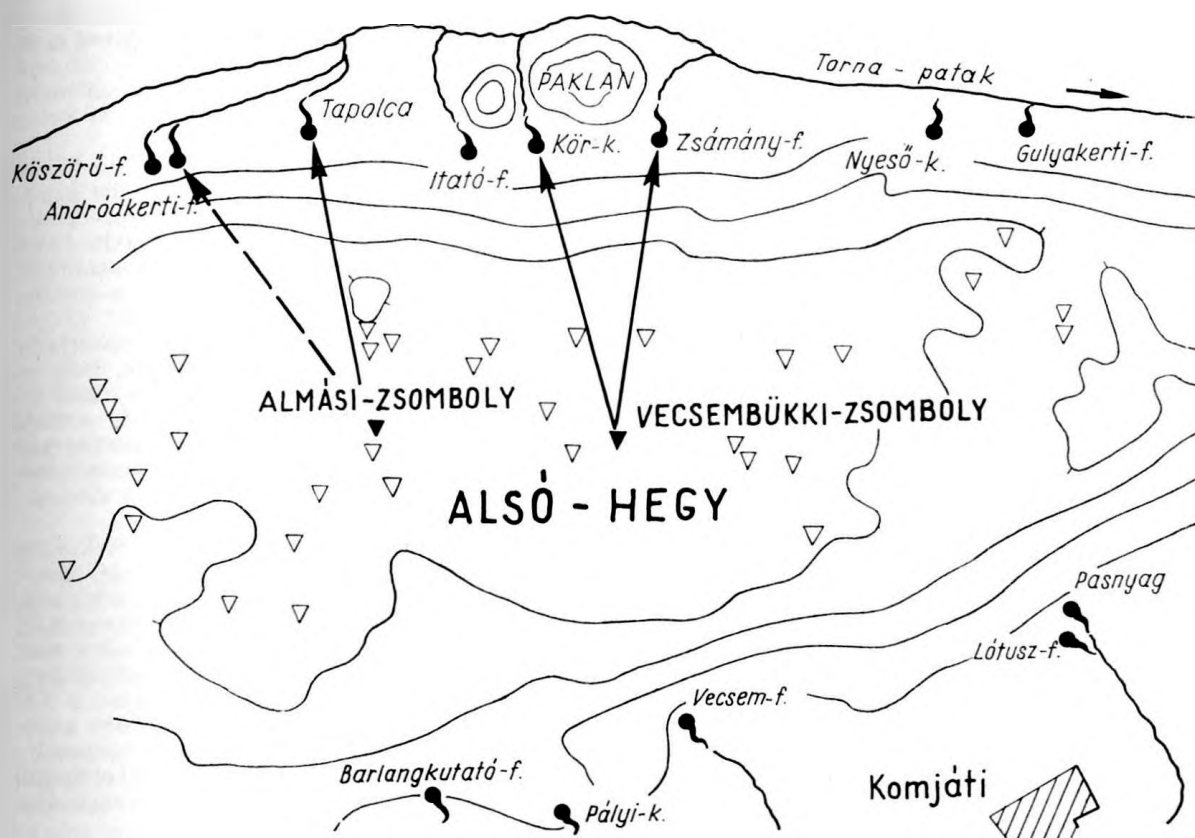 PAKLAN
Torna - patak
Tapolca
Köszörű-f.
Andródkerti-f.
Itató-f.
Kör-k.
Zsámány-f.
Nyeső-k.
Gulyakerti-f.
ALMÁSI-ZSOMBOLY
VECSEMBÜKKI-ZSOMBOLY
ALSÓ - HEGY
Pasnyag
Lótusz-f.
Vecsem-f.
Barlangkutató-f.
Pályi-k.
Komjáti